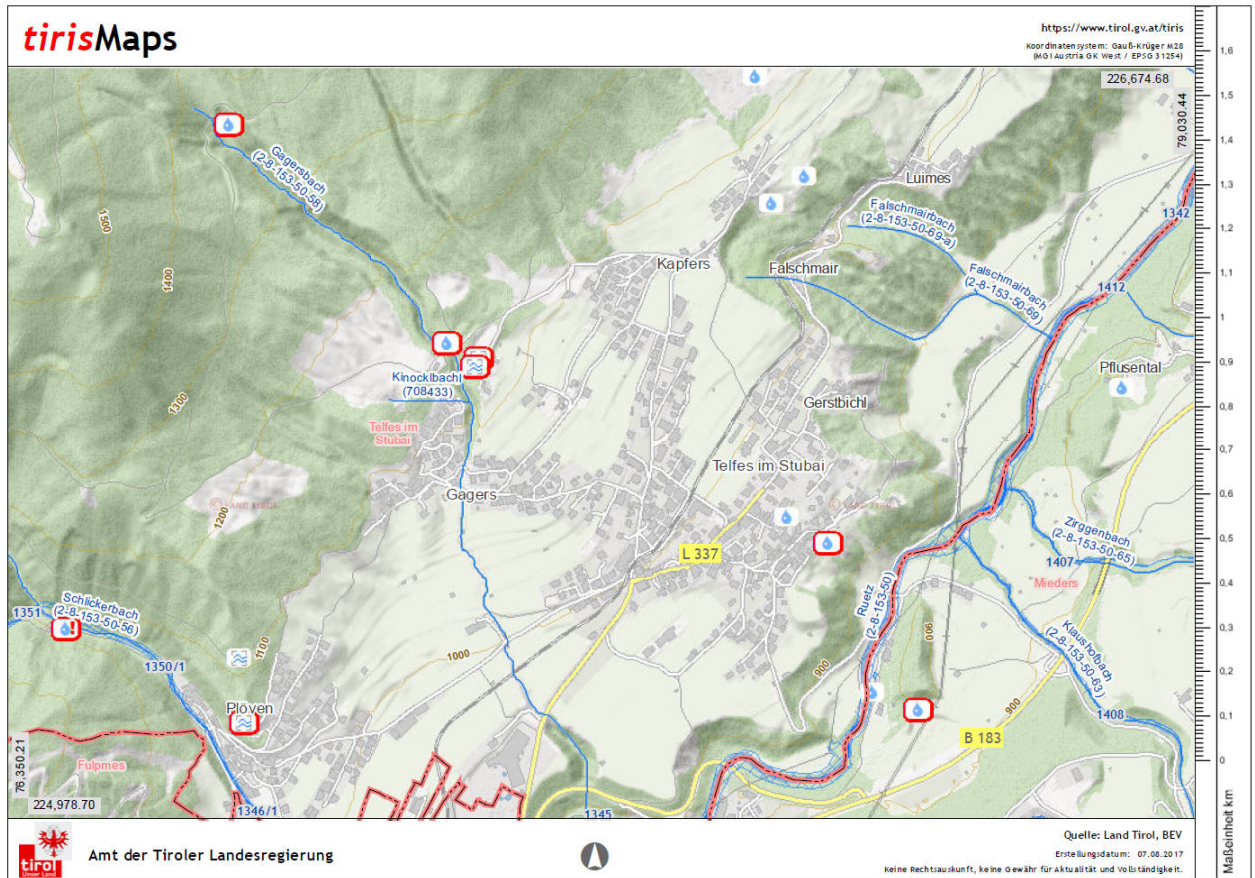 tirisMaps
https://www.tirol.gv.at/tiris
Koordinatensystem: Gauß-Krüger M28
(MGI Austria GK West / EPSG 31254)
226,674.68
79,030.44
Gagersbach
(2-8-153-50-58)
1500
1400
1300
1200
1100
1000
Luimes
Falschmairbach
(2-8-153-50-69-a)
1342
Kapfers
Falschmair
Falschmairbach
(2-8-153-50-69)
1412
Kinocklbachl
(708433)
Pflusental
Gerstbichl
Telfes im
Stubai
Telfes im Stubai
Gagers
L 337
Zirggenbach
(2-8-153-50-65)
1407
Mieders
Schlickerbach
(2-8-153-50-56)
1351
1350/1
Ruetz
(2-8-153-50)
900
900
900
Klaushofbach
(2-8-153-50-63)
1408
Plöven
B 183
Fulpmes
76,350.21
224,978.70
1346/1
1345
1,6
1,5
1,4
1,3
1,2
1,1
1
0,9
0,8
0,7
0,6
0,5
0,4
0,3
0,2
0,1
0
Maßeinheit km
tirol
Unser Land
Amt der Tiroler Landesregierung
Quelle: Land Tirol, BEV
Erstellungsdatum: 07.08.2017
Keine Rechtsauskunft, keine Gewähr für Aktualität und Vollständigkeit.